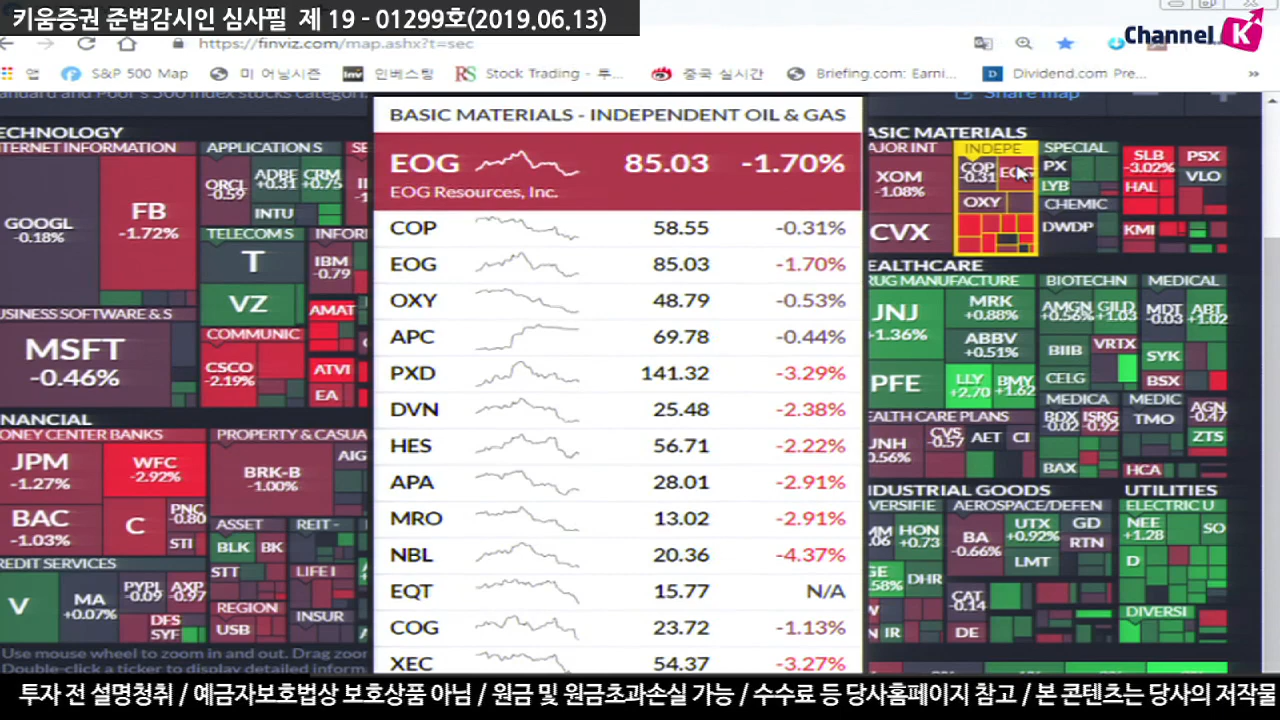 키움증권 준법감시인 심사필 제 19 - 01299호(2019.06.13)
Channel K
https://finviz.com/map.ashx?t=sec
앱 S&P 500 Map 미 어닝시즌 Inv 인베스팅 RS Stock Trading - 투... 중국 실시간 Briefing.com: Earni... D Dividend.com Pre... »
Share map
BASIC MATERIALS - INDEPENDENT OIL & GAS
EOG 85.03 -1.70%
EOG Resources, Inc.
COP 58.55 -0.31%
EOG 85.03 -1.70%
OXY 48.79 -0.53%
APC 69.78 -0.44%
PXD 141.32 -3.29%
DVN 25.48 -2.38%
HES 56.71 -2.22%
APA 28.01 -2.91%
MRO 13.02 -2.91%
NBL 20.36 -4.37%
EQT 15.77 N/A
COG 23.72 -1.13%
XEC 54.37 -3.27%
ECHNOLOGY
TERNET INFORMATION
APPLICATION S
GOOGL
-0.18%
FB
-1.72%
ORCL
-0.59
ADBE
+0.31
CRM
+0.75
INTU
TELECOM S
INFOR
T
VZ
IBM
-0.79
USINESS SOFTWARE & S
MSFT
-0.46%
COMMUNIC
CSCO
-2.19%
AMAT
ATVI
EA
NANCIAL
ONEY CENTER BANKS
PROPERTY & CASUA
JPM
-1.27%
WFC
-2.92%
BRK-B
-1.00%
AIG
BAC
-1.03%
C
PNC
-0.80
STI
ASSET
REIT -
BLK
BK
STT
LIFE I
REGION
USB
INSUR
REDIT SERVICES
V
MA
+0.07%
PYPL
-0.09
AXP
-0.97
DFS
SYF
Use mouse wheel to zoom in and out. Drag zoo
Double-click a ticker to display detailed inform
ASIC MATERIALS
AJOR INT
INDEPE
SPECIAL
XOM
-1.08%
COP
-0.31
EOG
OXY
CVX
PX
LYB
CHEMIC
DWDP
SLB
-3.02%
PSX
VLO
HAL
KMI
EALTHCARE
RUG MANUFACTURE
BIOTECHN
MEDICAL
JNJ
+1.36%
MRK
+0.88%
ABBV
+0.51%
AMGN
+0.56%
GILD
+1.03
MDT
-0.03
ABT
+1.02
BIIB
VRTX
CELG
SYK
BSX
PFE
LLY
+2.70
BMY
+1.62
EALTH CARE PLANS
MEDICA
MEDIC
UNH
0.56%
CVS
-0.57
AET
CI
BDX
-0.02
ISRG
-0.92
BAX
TMO
AGN
-0.47
ZTS
HCA
NDUSTRIAL GOODS
UTILITIES
VERSIFIE
AEROSPACE/DEFEN
ELECTRIC U
HON
+0.73
BA
-0.66%
UTX
+0.92%
GD
RTN
LMT
NEE
+1.28
SO
D
GE
.58%
DHR
CAT
-0.14
DE
IR
DIVERSI
투자 전 설명청취 / 예금자보호법상 보호상품 아님 / 원금 및 원금초과손실 가능 / 수수료 등 당사홈페이지 참고 / 본 콘텐츠는 당사의 저작물